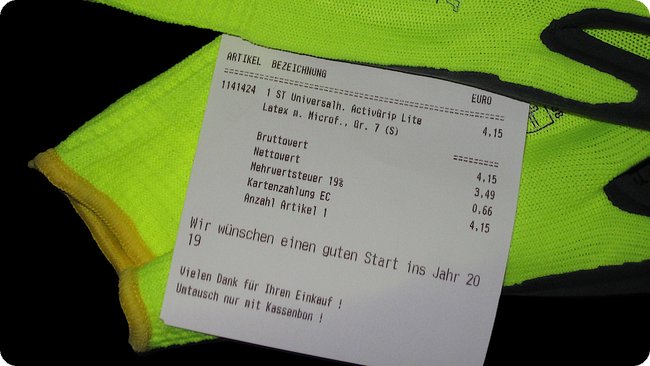 ARTIKEL BEZEICHNUNG EURO
1141424 1 ST Universalh. ActivGrip Lite 4,15
Latex m. Microf., Gr. 7 (S)
Bruttowert 4,15
Nettowert 3,49
Mehrwertsteuer 19% 0,66
Kartenzahlung EC 4,15
Anzahl Artikel 1
Wir wünschen einen guten Start ins Jahr 20
19
Vielen Dank für Ihren Einkauf !
Umtausch nur mit Kassenbon !